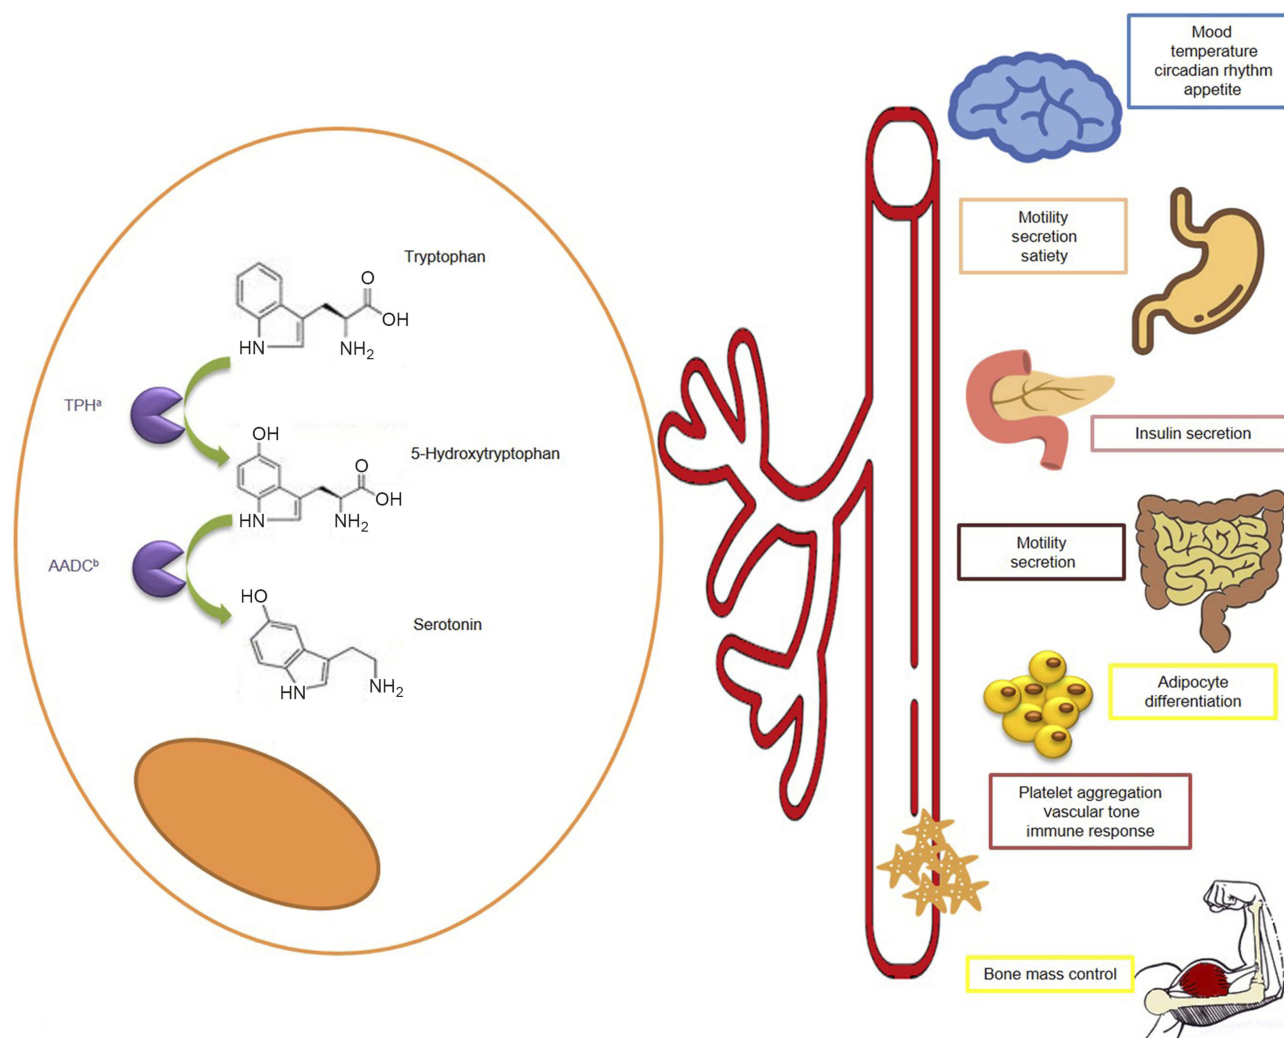 Tryptophan
O
OH
HN
NH₂
TPHᵃ
OH
5-Hydroxytryptophan
O
OH
HN
NH₂
AADCᵇ
HO
Serotonin
HN
NH₂
Mood
temperature
circadian rhythm
appetite
Motility
secretion
satiety
Insulin secretion
Motility
secretion
Adipocyte
differentiation
Platelet aggregation
vascular tone
immune response
Bone mass control